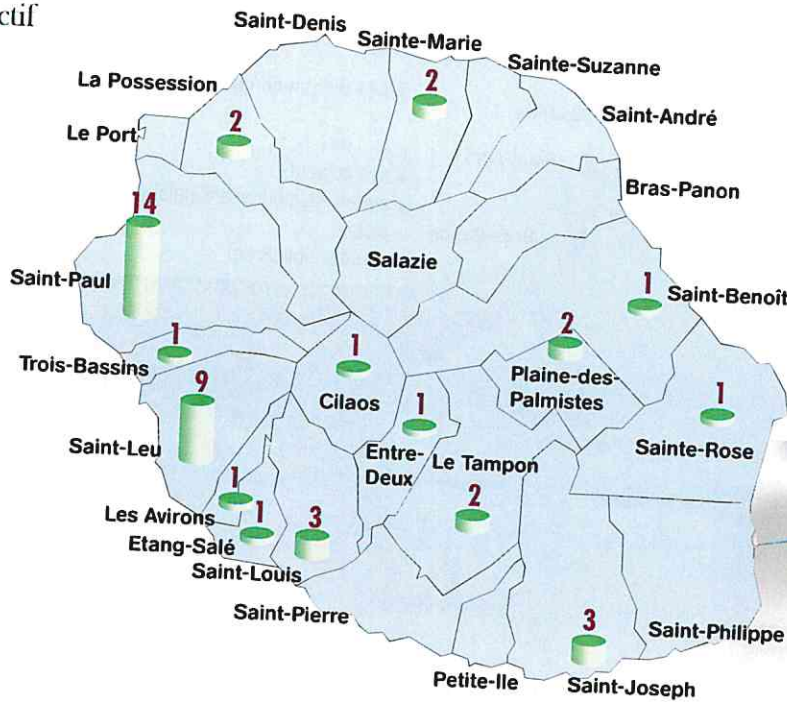 ctif
Saint-Denis
Sainte-Marie
Sainte-Suzanne
La Possession
2
2
Saint-André
Le Port
Bras-Panon
14
Salazie
Saint-Paul
1
Saint-Benoît
1
2
Trois-Bassins
1
Plaine-des-
Palmistes
9
Cilaos
1
1
Entre-
Deux
Sainte-Rose
Saint-Leu
Le Tampon
1
2
Les Avirons
1
3
Etang-Salé
Saint-Louis
Saint-Pierre
3
Saint-Philippe
Petite-Ile
Saint-Joseph